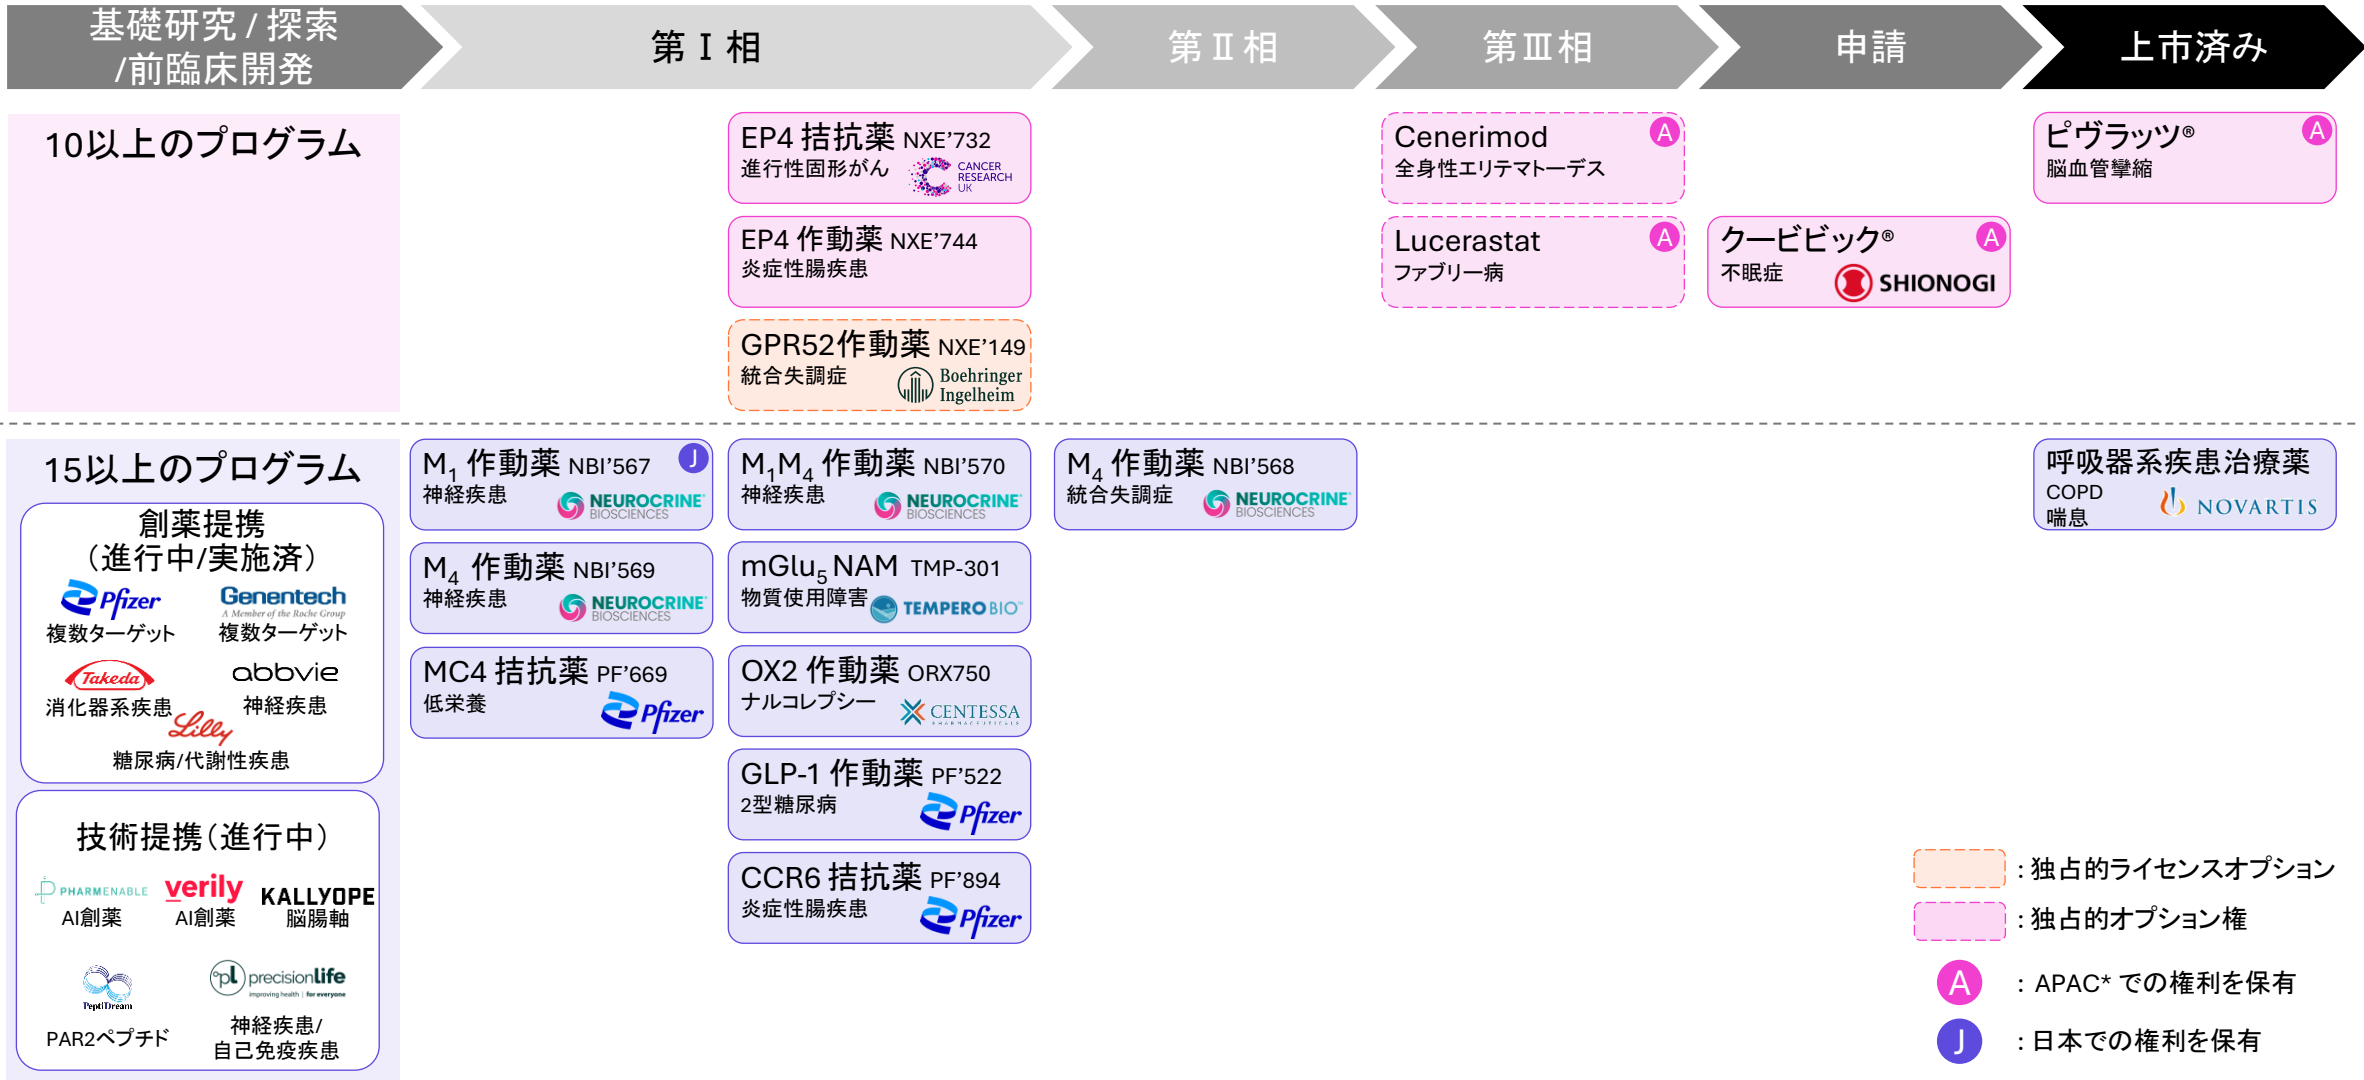 基礎研究 / 探索
/前臨床開発
第Ⅰ相
第Ⅱ相
第Ⅲ相
申請
上市済み
10以上のプログラム
EP4 拮抗薬 NXE’732
進行性固形がん
CANCER
RESEARCH
UK
EP4 作動薬 NXE’744
炎症性腸疾患
GPR52作動薬 NXE’149
統合失調症
Boehringer
Ingelheim
Cenerimod
A
全身性エリテマトーデス
Lucerastat
A
ファブリー病
クービビック®
A
不眠症
SHIONOGI
ピヴラッツ®
A
脳血管攣縮
15以上のプログラム
創薬提携
（進行中/実施済）
Pfizer
複数ターゲット
Genentech
A Member of the Roche Group
複数ターゲット
Takeda
消化器系疾患
abbvie
神経疾患
Lilly
糖尿病/代謝性疾患
技術提携（進行中）
PHARMENABLE
AI創薬
verily
AI創薬
KALLYOPE
脳腸軸
PeptiDream
PAR2ペプチド
pl precisionlife
improving health | for everyone
神経疾患/
自己免疫疾患
M₁ 作動薬 NBI’567
J
神経疾患
NEUROCRINE
BIOSCIENCES
M₄ 作動薬 NBI’569
神経疾患
NEUROCRINE
BIOSCIENCES
MC4 拮抗薬 PF’669
低栄養
Pfizer
M₁M₄ 作動薬 NBI’570
神経疾患
NEUROCRINE
BIOSCIENCES
mGlu₅ NAM TMP-301
物質使用障害
TEMPERO BIO™
OX2 作動薬 ORX750
ナルコレプシー
CENTESSA
PHARMACEUTICALS
GLP-1 作動薬 PF’522
2型糖尿病
Pfizer
CCR6 拮抗薬 PF’894
炎症性腸疾患
Pfizer
M₄ 作動薬 NBI’568
統合失調症
NEUROCRINE
BIOSCIENCES
呼吸器系疾患治療薬
COPD
喘息
NOVARTIS
: 独占的ライセンスオプション
: 独占的オプション権
A : APAC* での権利を保有
J : 日本での権利を保有